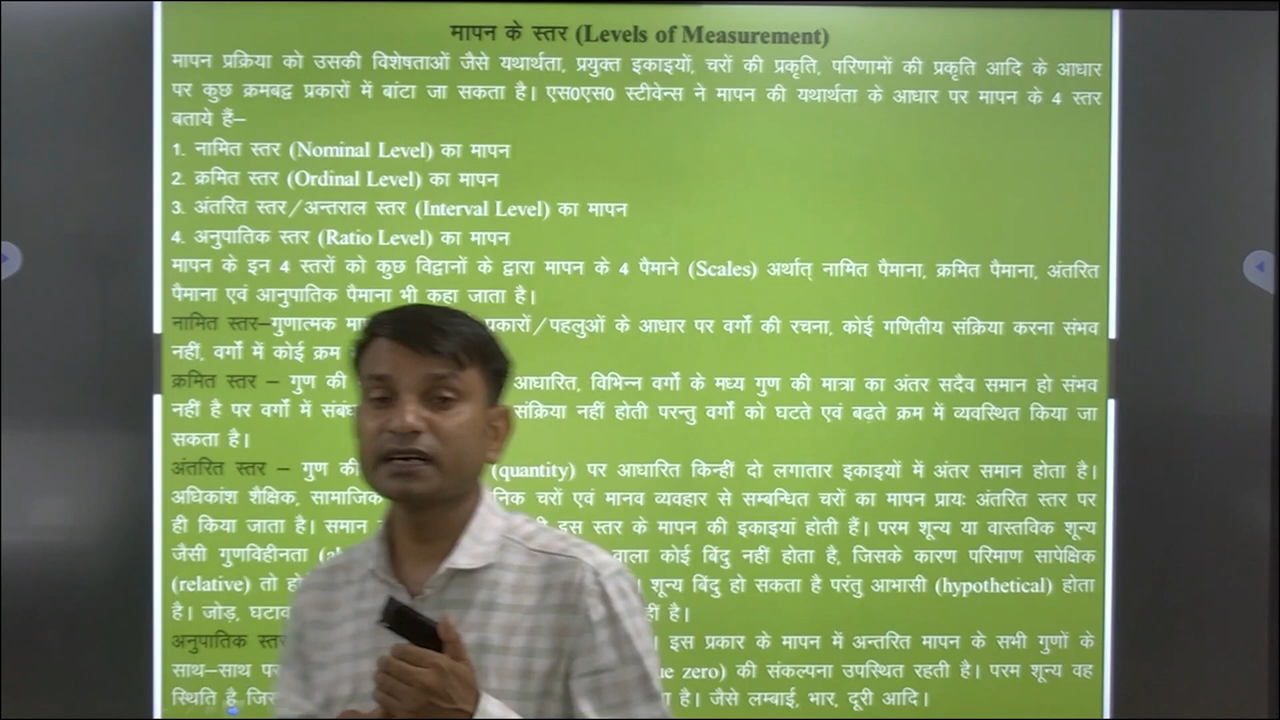 मापन के स्तर (Levels of Measurement)
मापन प्रक्रिया को उसकी विशेषताओं जैसे यथार्थता, प्रयुक्त इकाइयों, चरों की प्रकृति, परिणामों की प्रकृति आदि के आधार
पर कुछ क्रमबद्व प्रकारों में बांटा जा सकता है। एस0एस0 स्टीवेन्स ने मापन की यथार्थता के आधार पर मापन के 4 स्तर
बताये हैं–
1. नामित स्तर (Nominal Level) का मापन
2. क्रमित स्तर (Ordinal Level) का मापन
3. अंतरित स्तर/अन्तराल स्तर (Interval Level) का मापन
4. अनुपातिक स्तर (Ratio Level) का मापन
मापन के इन 4 स्तरों को कुछ विद्वानों के द्वारा मापन के 4 पैमाने (Scales) अर्थात् नामित पैमाना, क्रमित पैमाना, अंतरित
पैमाना एवं आनुपातिक पैमाना भी कहा जाता है।
नामित स्तर–गुणात्मक प्रकारों/पहलुओं के आधार पर वर्गों की रचना, कोई गणितीय संक्रिया करना संभव
नहीं, वर्गों में कोई क्रम
क्रमित स्तर – गुण की आधारित, विभिन्न वर्गों के मध्य गुण की मात्रा का अंतर सदैव समान हो संभव
नहीं है पर वर्गों में संक्रिया नहीं होती परन्तु वर्गों को घटते एवं बढ़ते क्रम में व्यवस्थित किया जा
सकता है।
अंतरित स्तर – गुण की (quantity) पर आधारित किन्हीं दो लगातार इकाइयों में अंतर समान होता है।
अधिकांश शैक्षिक, सामाजिक चरों एवं मानव व्यवहार से सम्बन्धित चरों का मापन प्रायः अंतरित स्तर पर
ही किया जाता है। समान इस स्तर के मापन की इकाइयां होती हैं। परम शून्य या वास्तविक शून्य
जैसी गुणविहीनता वाला कोई बिंदु नहीं होता है, जिसके कारण परिमाण सापेक्षिक
(relative) तो शून्य बिंदु हो सकता है परंतु आभासी (hypothetical) होता
है। जोड़, है।
अनुपातिक स्तर इस प्रकार के मापन में अन्तरित मापन के सभी गुणों के
साथ–साथ zero) की संकल्पना उपस्थित रहती है। परम शून्य वह
स्थिति है है। जैसे लम्बाई, भार, दूरी आदि।